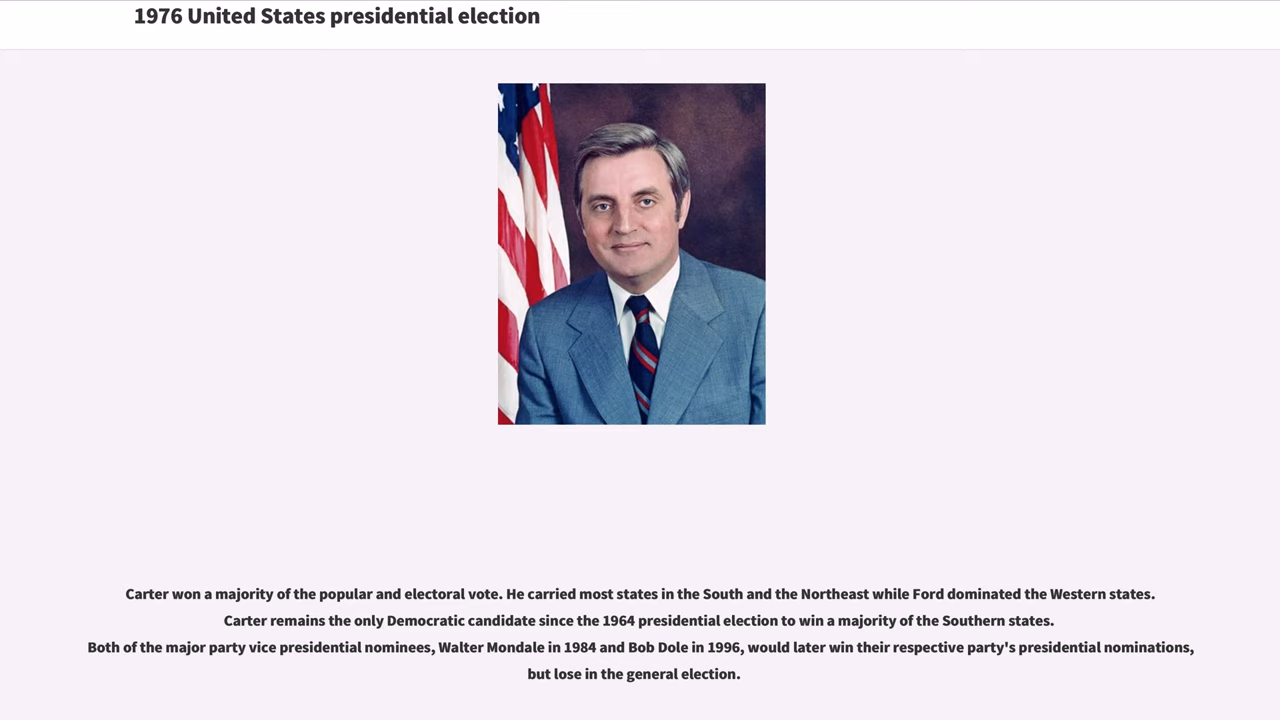 1976 United States presidential election
Carter won a majority of the popular and electoral vote. He carried most states in the South and the Northeast while Ford dominated the Western states.
Carter remains the only Democratic candidate since the 1964 presidential election to win a majority of the Southern states.
Both of the major party vice presidential nominees, Walter Mondale in 1984 and Bob Dole in 1996, would later win their respective party's presidential nominations,
but lose in the general election.